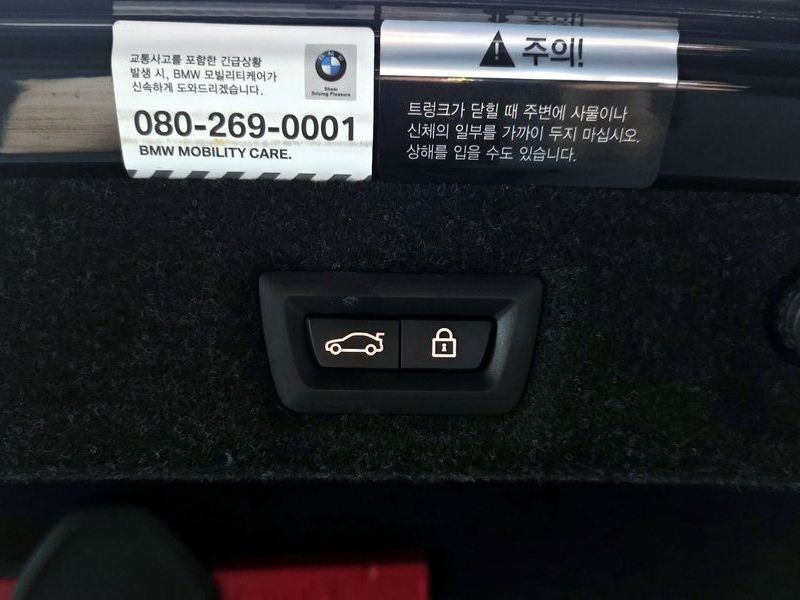 교통사고를 포함한 긴급상황
발생 시, BMW 모빌리티케어가
신속하게 도와드리겠습니다.
BMW
Sheer
Driving Pleasure
080-269-0001
BMW MOBILITY CARE.
주의!
트렁크가 닫힐 때 주변에 사물이나
신체의 일부를 가까이 두지 마십시오.
상해를 입을 수도 있습니다.